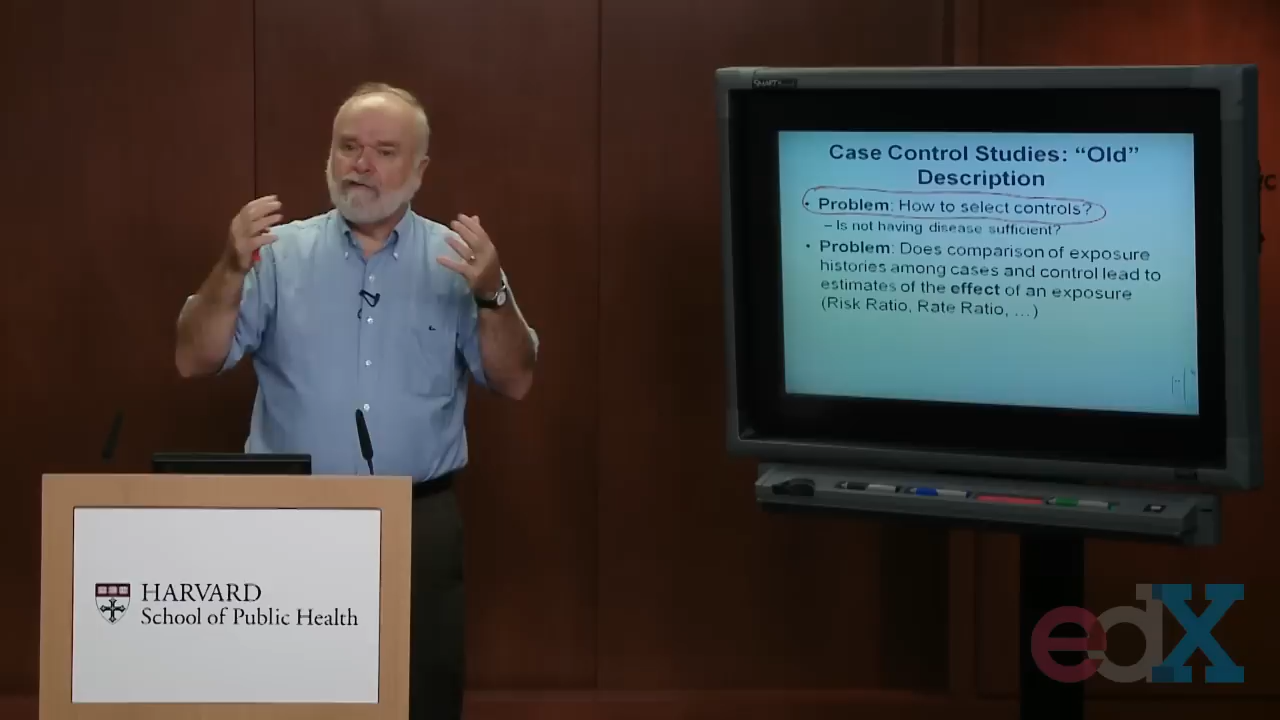 SMART
Case Control Studies: “Old”
Description
• Problem: How to select controls?
– Is not having disease sufficient?
• Problem: Does comparison of exposure
histories among cases and control lead to
estimates of the effect of an exposure
(Risk Ratio, Rate Ratio, …)
HARVARD
School of Public Health
edX